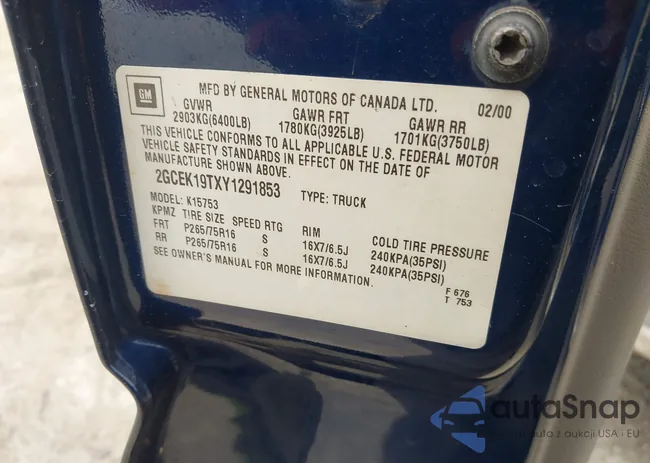 GM
MFD BY GENERAL MOTORS OF CANADA LTD. 02/00
GVWR GAWR FRT GAWR RR
2903KG(6400LB) 1780KG(3925LB) 1701KG(3750LB)
THIS VEHICLE CONFORMS TO ALL APPLICABLE U.S. FEDERAL MOTOR
VEHICLE SAFETY STANDARDS IN EFFECT ON THE DATE OF
MANUFACTURE SHOWN ABOVE.
2GCEK19TXY1291853 TYPE: TRUCK
MODEL: K15753
KPMZ TIRE SIZE SPEED RTG RIM COLD TIRE PRESSURE
FRT P265/75R16 S 16X7/6.5J 240KPA(35PSI)
RR P265/75R16 S 16X7/6.5J 240KPA(35PSI)
SEE OWNER'S MANUAL FOR MORE INFORMATION.
F 676
T 753
autaSnap
auta z aukcji USA i EU